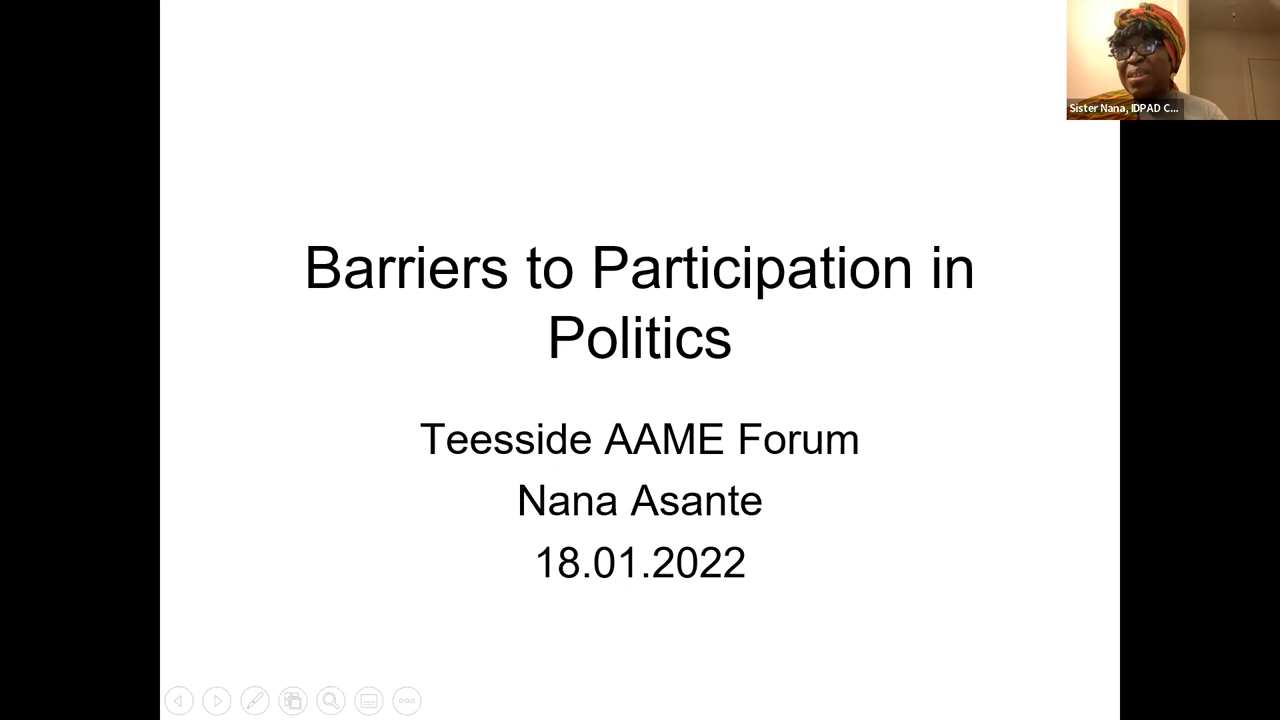 Sister Nana, IDPAD C...
Barriers to Participation in
Politics
Teesside AAME Forum
Nana Asante
18.01.2022